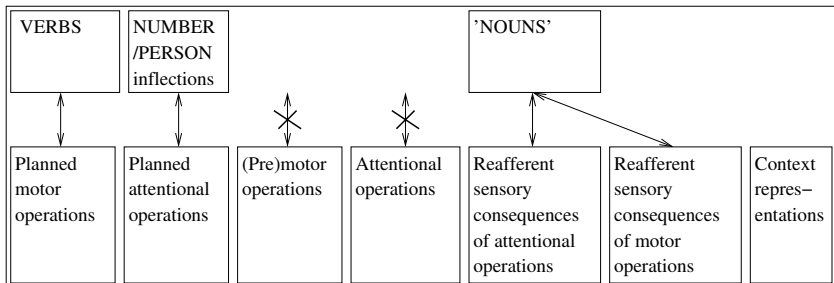 VERBS
NUMBER
/PERSON
inflections
'NOUNS'
Planned
motor
operations
Planned
attentional
operations
(Pre)motor
operations
Attentional
operations
Reafferent
sensory
consequences
of attentional
operations
Reafferent
sensory
consequences
of motor
operations
Context
repres−
entations